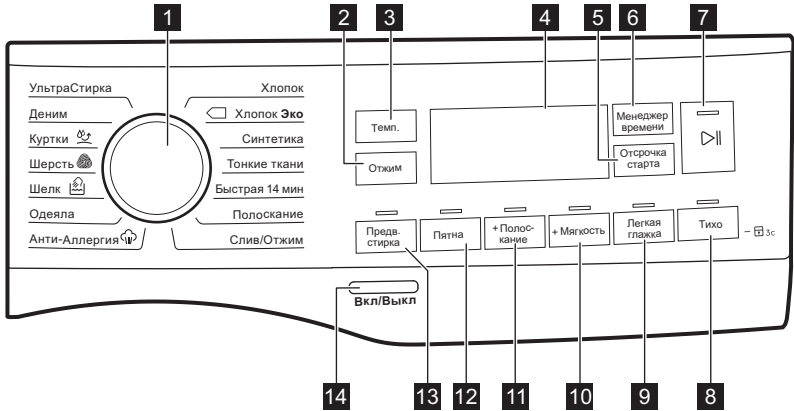 1
2
3
4
5
6
7
УльтраСтирка
Деним
Куртки
Шерсть
Шелк
Одеяла
Анти-Аллергия
Хлопок
Хлопок Эко
Синтетика
Тонкие ткани
Быстрая 14 мин
Полоскание
Слив/Отжим
Темп.
Отжим
Менеджер
времени
Отсрочка
старта
Предв.
стирка
Пятна
+ Полос-
кание
+ Мягкость
Легкая
глажка
Тихо
3с
Вкл/Выкл
14
13
12
11
10
9
8